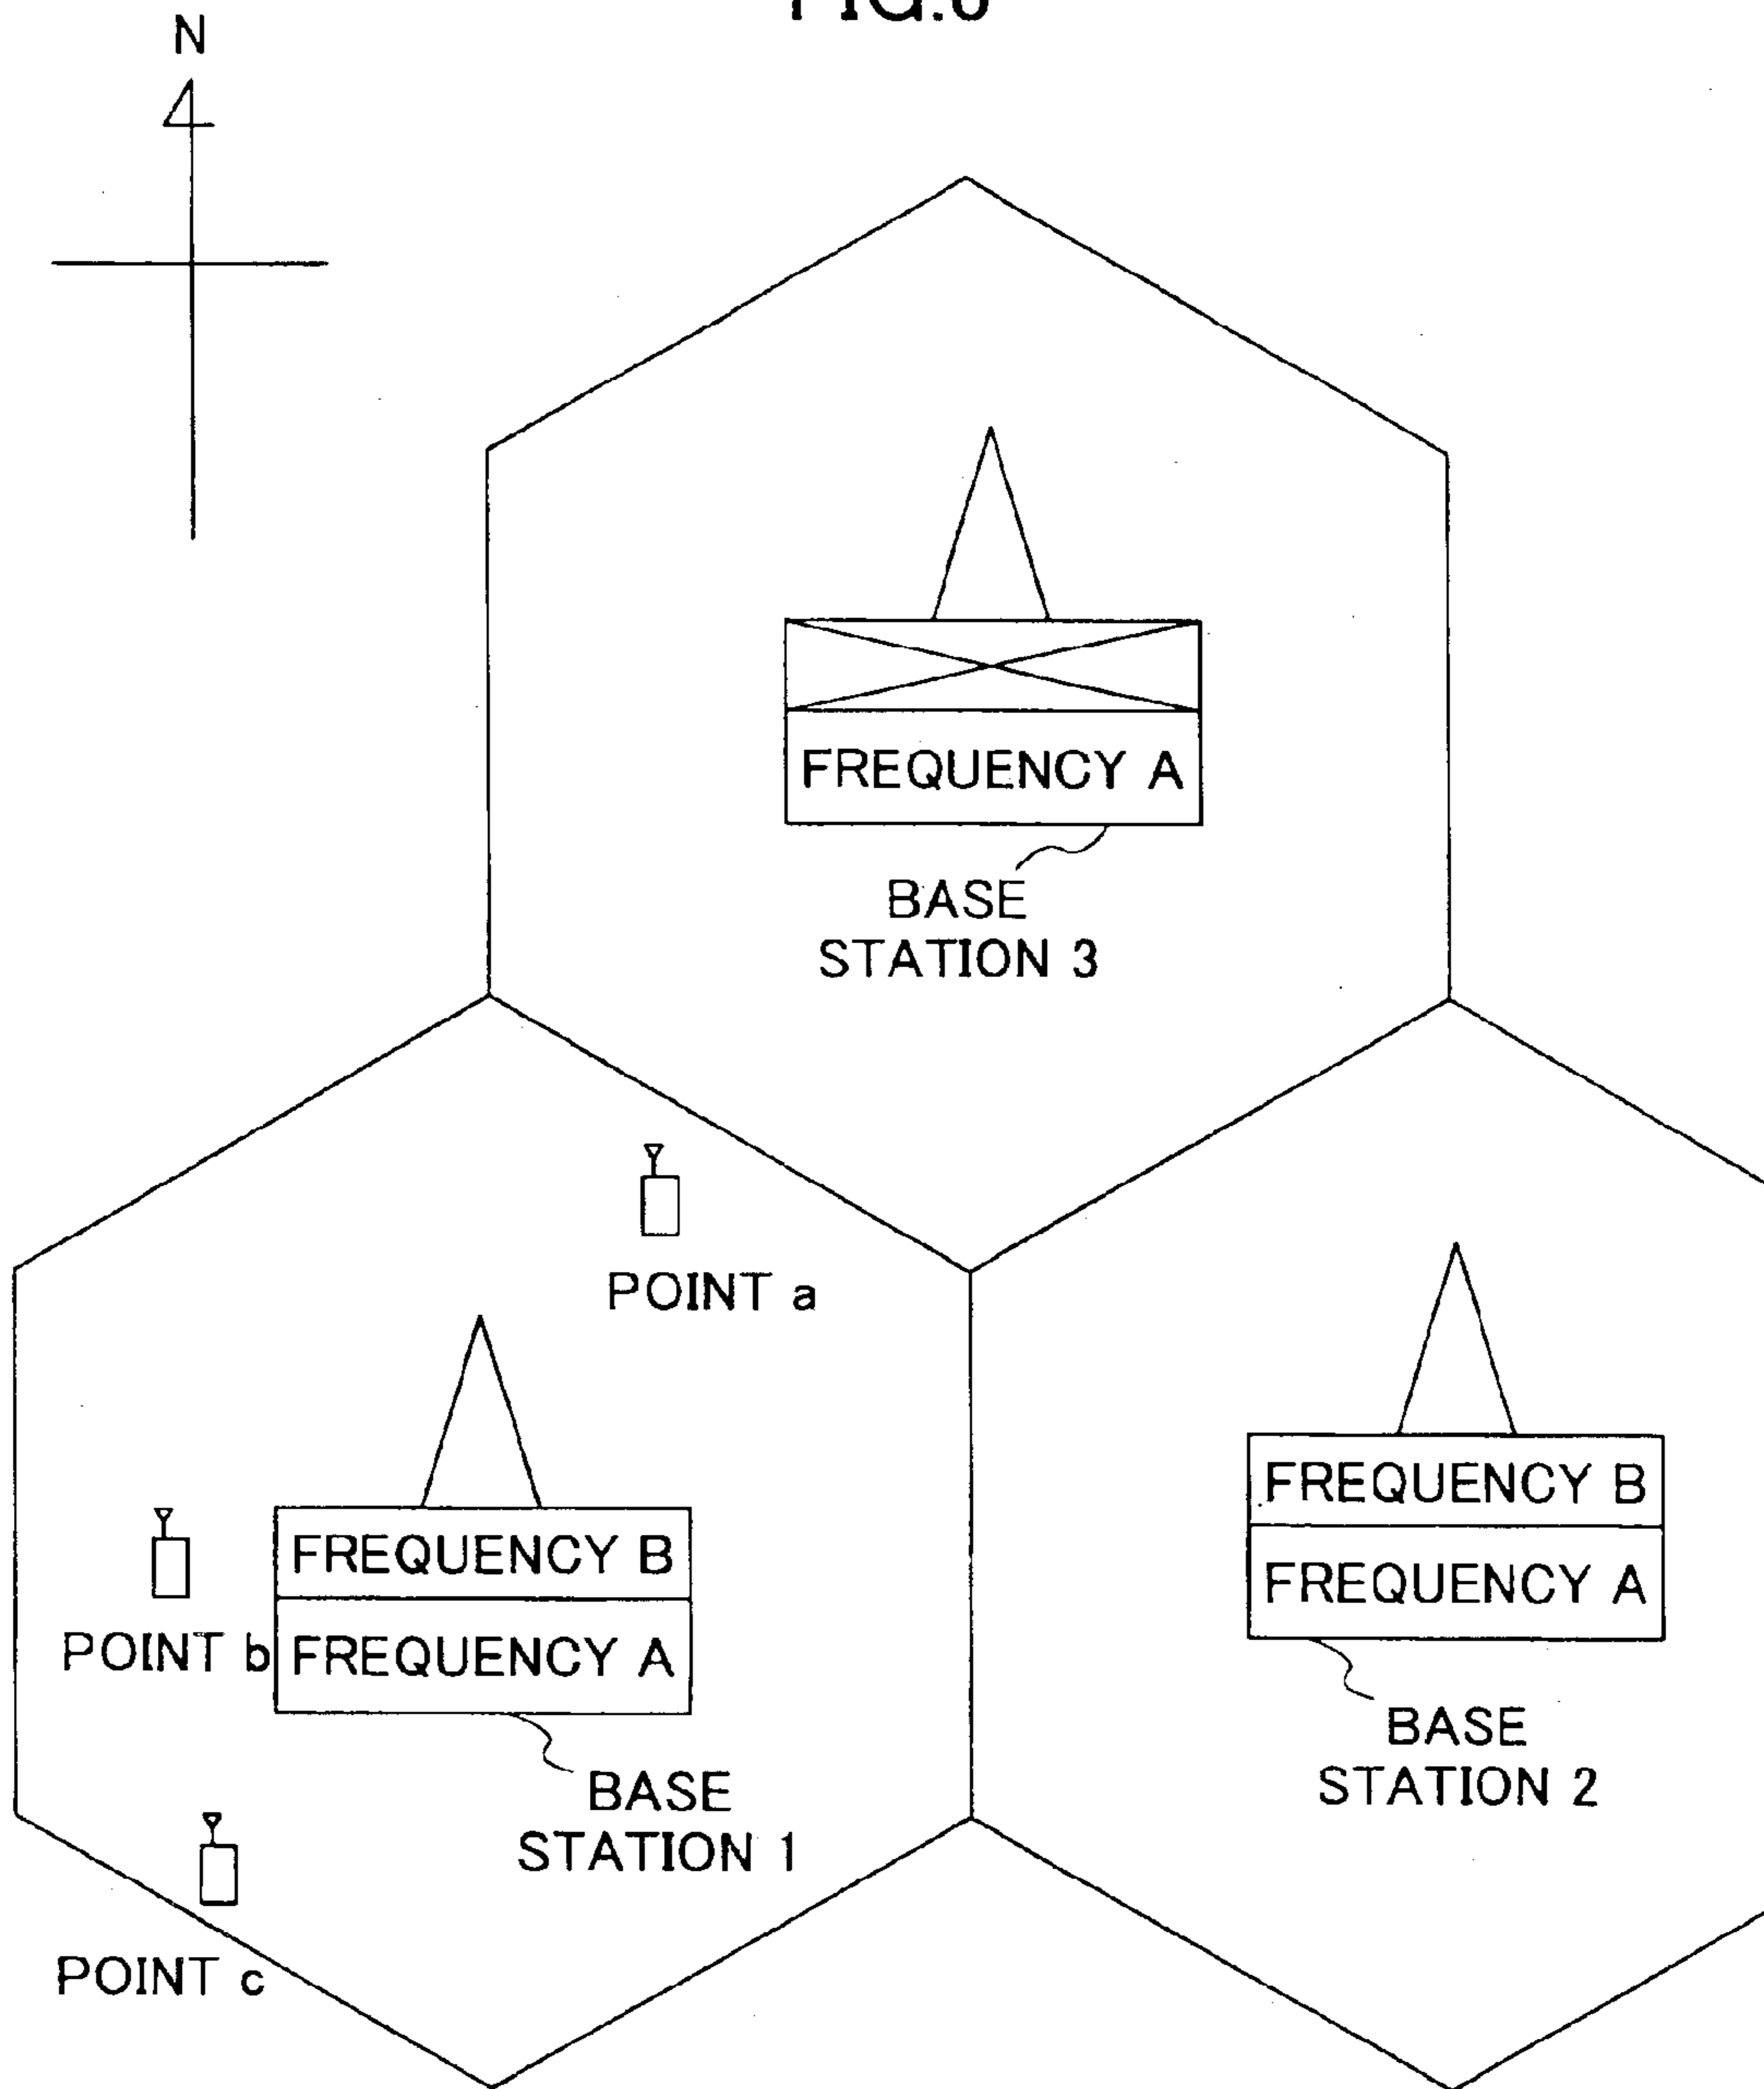 N
FREQUENCY A
BASE
STATION 3
POINT a
FREQUENCY B
FREQUENCY A
BASE
STATION 2
FREQUENCY B
POINT b
FREQUENCY A
BASE
STATION 1
POINT c